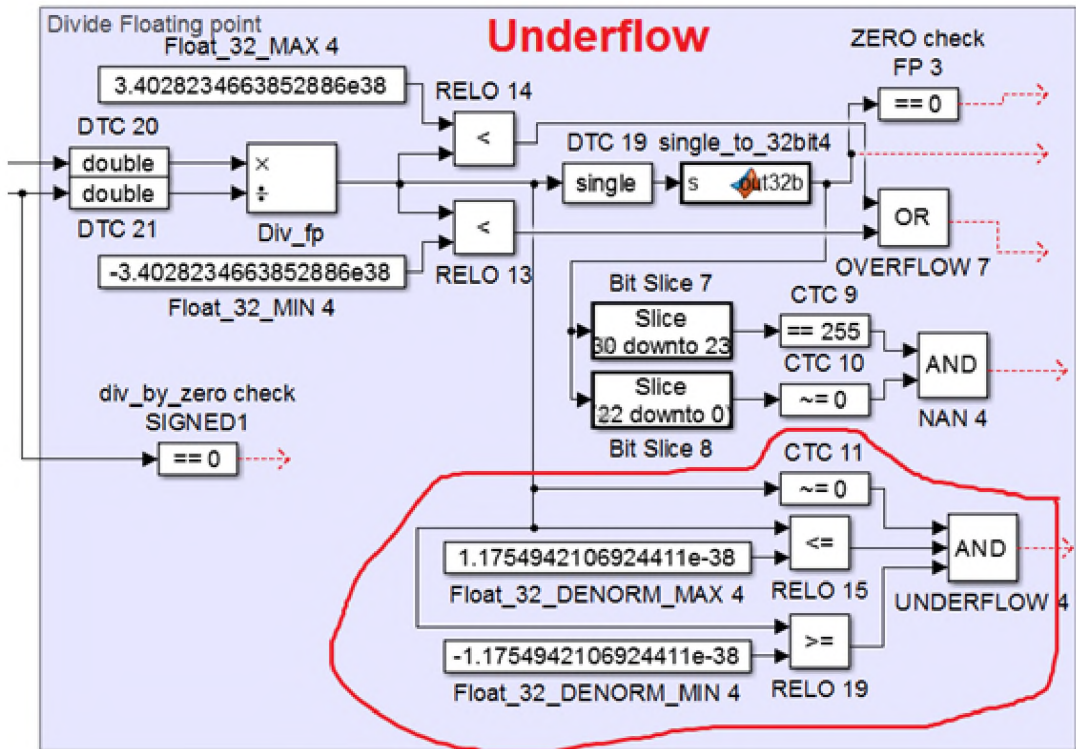 Divide Floating point
Underflow
Float_32_MAX 4
3.4028234663852886e38
RELO 14
<
ZERO check
FP 3
== 0
DTC 20
double
double
DTC 21
×
÷
Div_fp
DTC 19
single
single_to_32bit4
s
out32b
<
RELO 13
OR
OVERFLOW 7
-3.4028234663852886e38
Float_32_MIN 4
Bit Slice 7
Slice
30 downto 23
CTC 9
== 255
CTC 10
Slice
(22 downto 0)
Bit Slice 8
~= 0
AND
NAN 4
div_by_zero check
SIGNED1
== 0
CTC 11
~= 0
1.1754942106924411e-38
Float_32_DENORM_MAX 4
<=
RELO 15
AND
UNDERFLOW 4
-1.1754942106924411e-38
Float_32_DENORM_MIN 4
>=
RELO 19